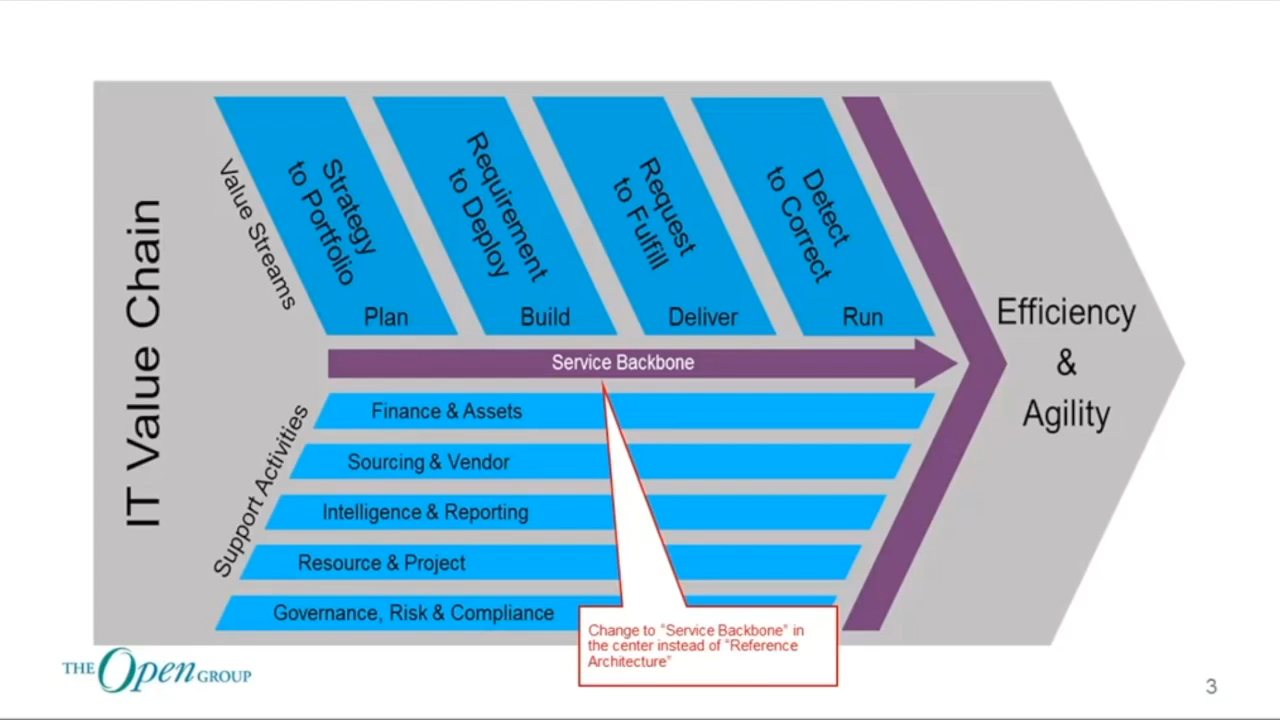 IT Value Chain
Value Streams
Strategy
to Portfolio
Plan
Requirement
to Deploy
Build
Request
to Fulfill
Deliver
Detect
to Correct
Run
Service Backbone
Efficiency
&
Agility
Support Activities
Finance & Assets
Sourcing & Vendor
Intelligence & Reporting
Resource & Project
Governance, Risk & Compliance
Change to "Service Backbone" in
the center instead of "Reference
Architecture"
THE Open GROUP
3